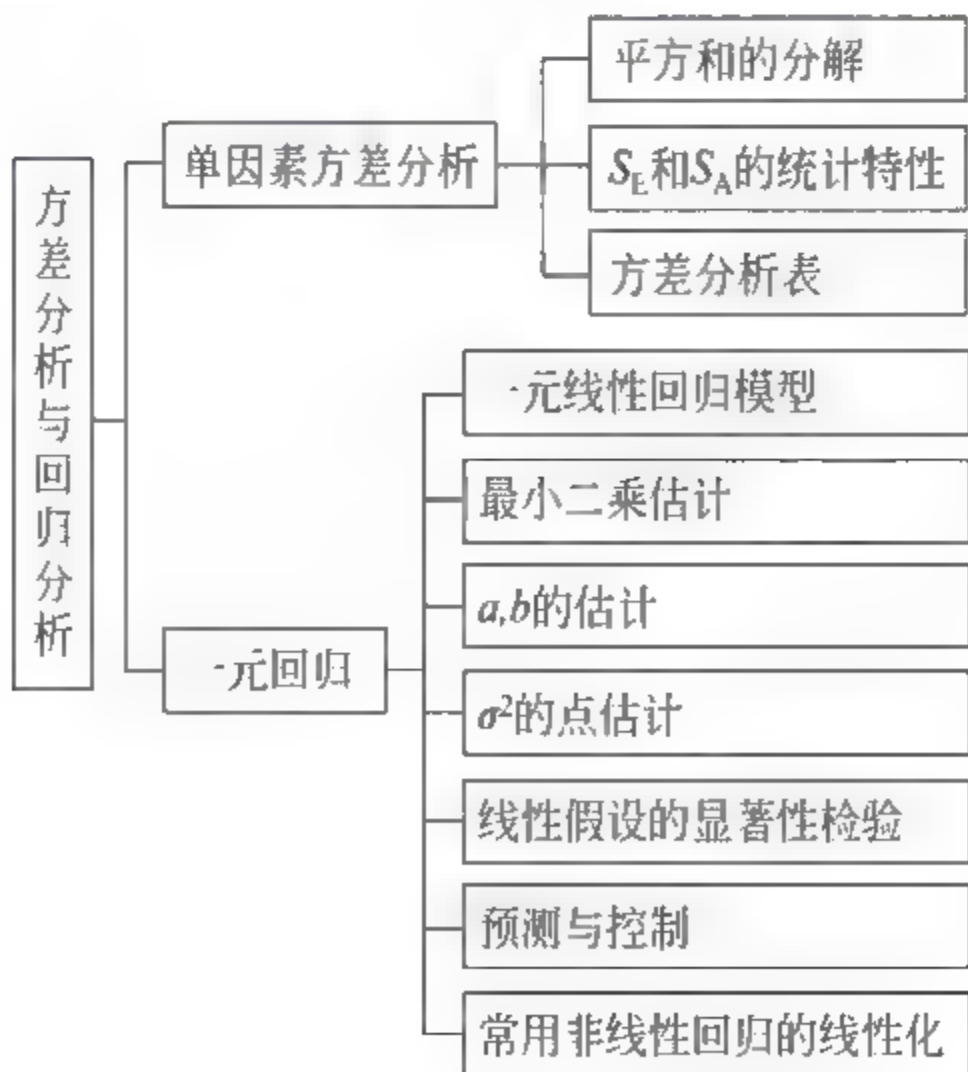 方差分析与回归分析
单因素方差分析
平方和的分解
S_E和S_A的统计特性
方差分析表
一元回归
一元线性回归模型
最小二乘估计
a,b的估计
σ²的点估计
线性假设的显著性检验
预测与控制
常用非线性回归的线性化